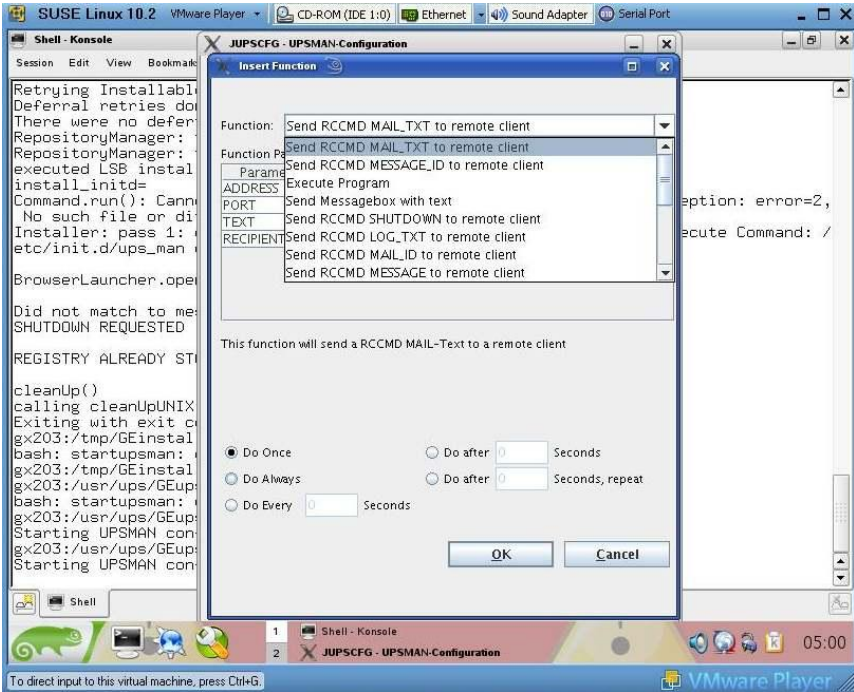 SUSE Linux 10.2 VMware Player CD-ROM (IDE 1:0) Ethernet Sound Adapter Serial Port
Shell - Konsole
Session Edit View Bookmark
JUPSCFG - UPSMAN-Configuration
Insert Function
Retrying Installabl
Deferral retries do
There were no defer
RepositoryManager:
RepositoryManager:
executed LSB instal
install_initd=
Command.run(): Cann eption: error=2,
No such file or di
Installer: pass 1: ecute Command: /
etc/init.d/ups_man
BrowserLauncher.ope
Did not match to me
SHUTDOWN REQUESTED
REGISTRY ALREADY ST
cleanUp()
calling cleanUpUNIX
Exiting with exit c
gx203:/tmp/GEinstal
bash: startupsman:
gx203:/tmp/GEinstal
gx203:/usr/ups/GEup
bash: startupsman:
gx203:/usr/ups/GEup
Starting UPSMAN con
gx203:/usr/ups/GEup
Starting UPSMAN con
Function: Send RCCMD MAIL_TXT to remote client
Send RCCMD MAIL_TXT to remote client
Send RCCMD MESSAGE_ID to remote client
Execute Program
Send Messagebox with text
Send RCCMD SHUTDOWN to remote client
Send RCCMD LOG_TXT to remote client
Send RCCMD MAIL_ID to remote client
Send RCCMD MESSAGE to remote client
Function Pa
Parame
ADDRESS
PORT
TEXT
RECIPIENT
This function will send a RCCMD MAIL-Text to a remote client
Do Once Do after 0 Seconds
Do Always Do after 0 Seconds, repeat
Do Every 0 Seconds
OK Cancel
Shell
1 Shell - Konsole
2 JUPSCFG - UPSMAN-Configuration
05:00
To direct input to this virtual machine, press Ctrl+G.
VMware Player